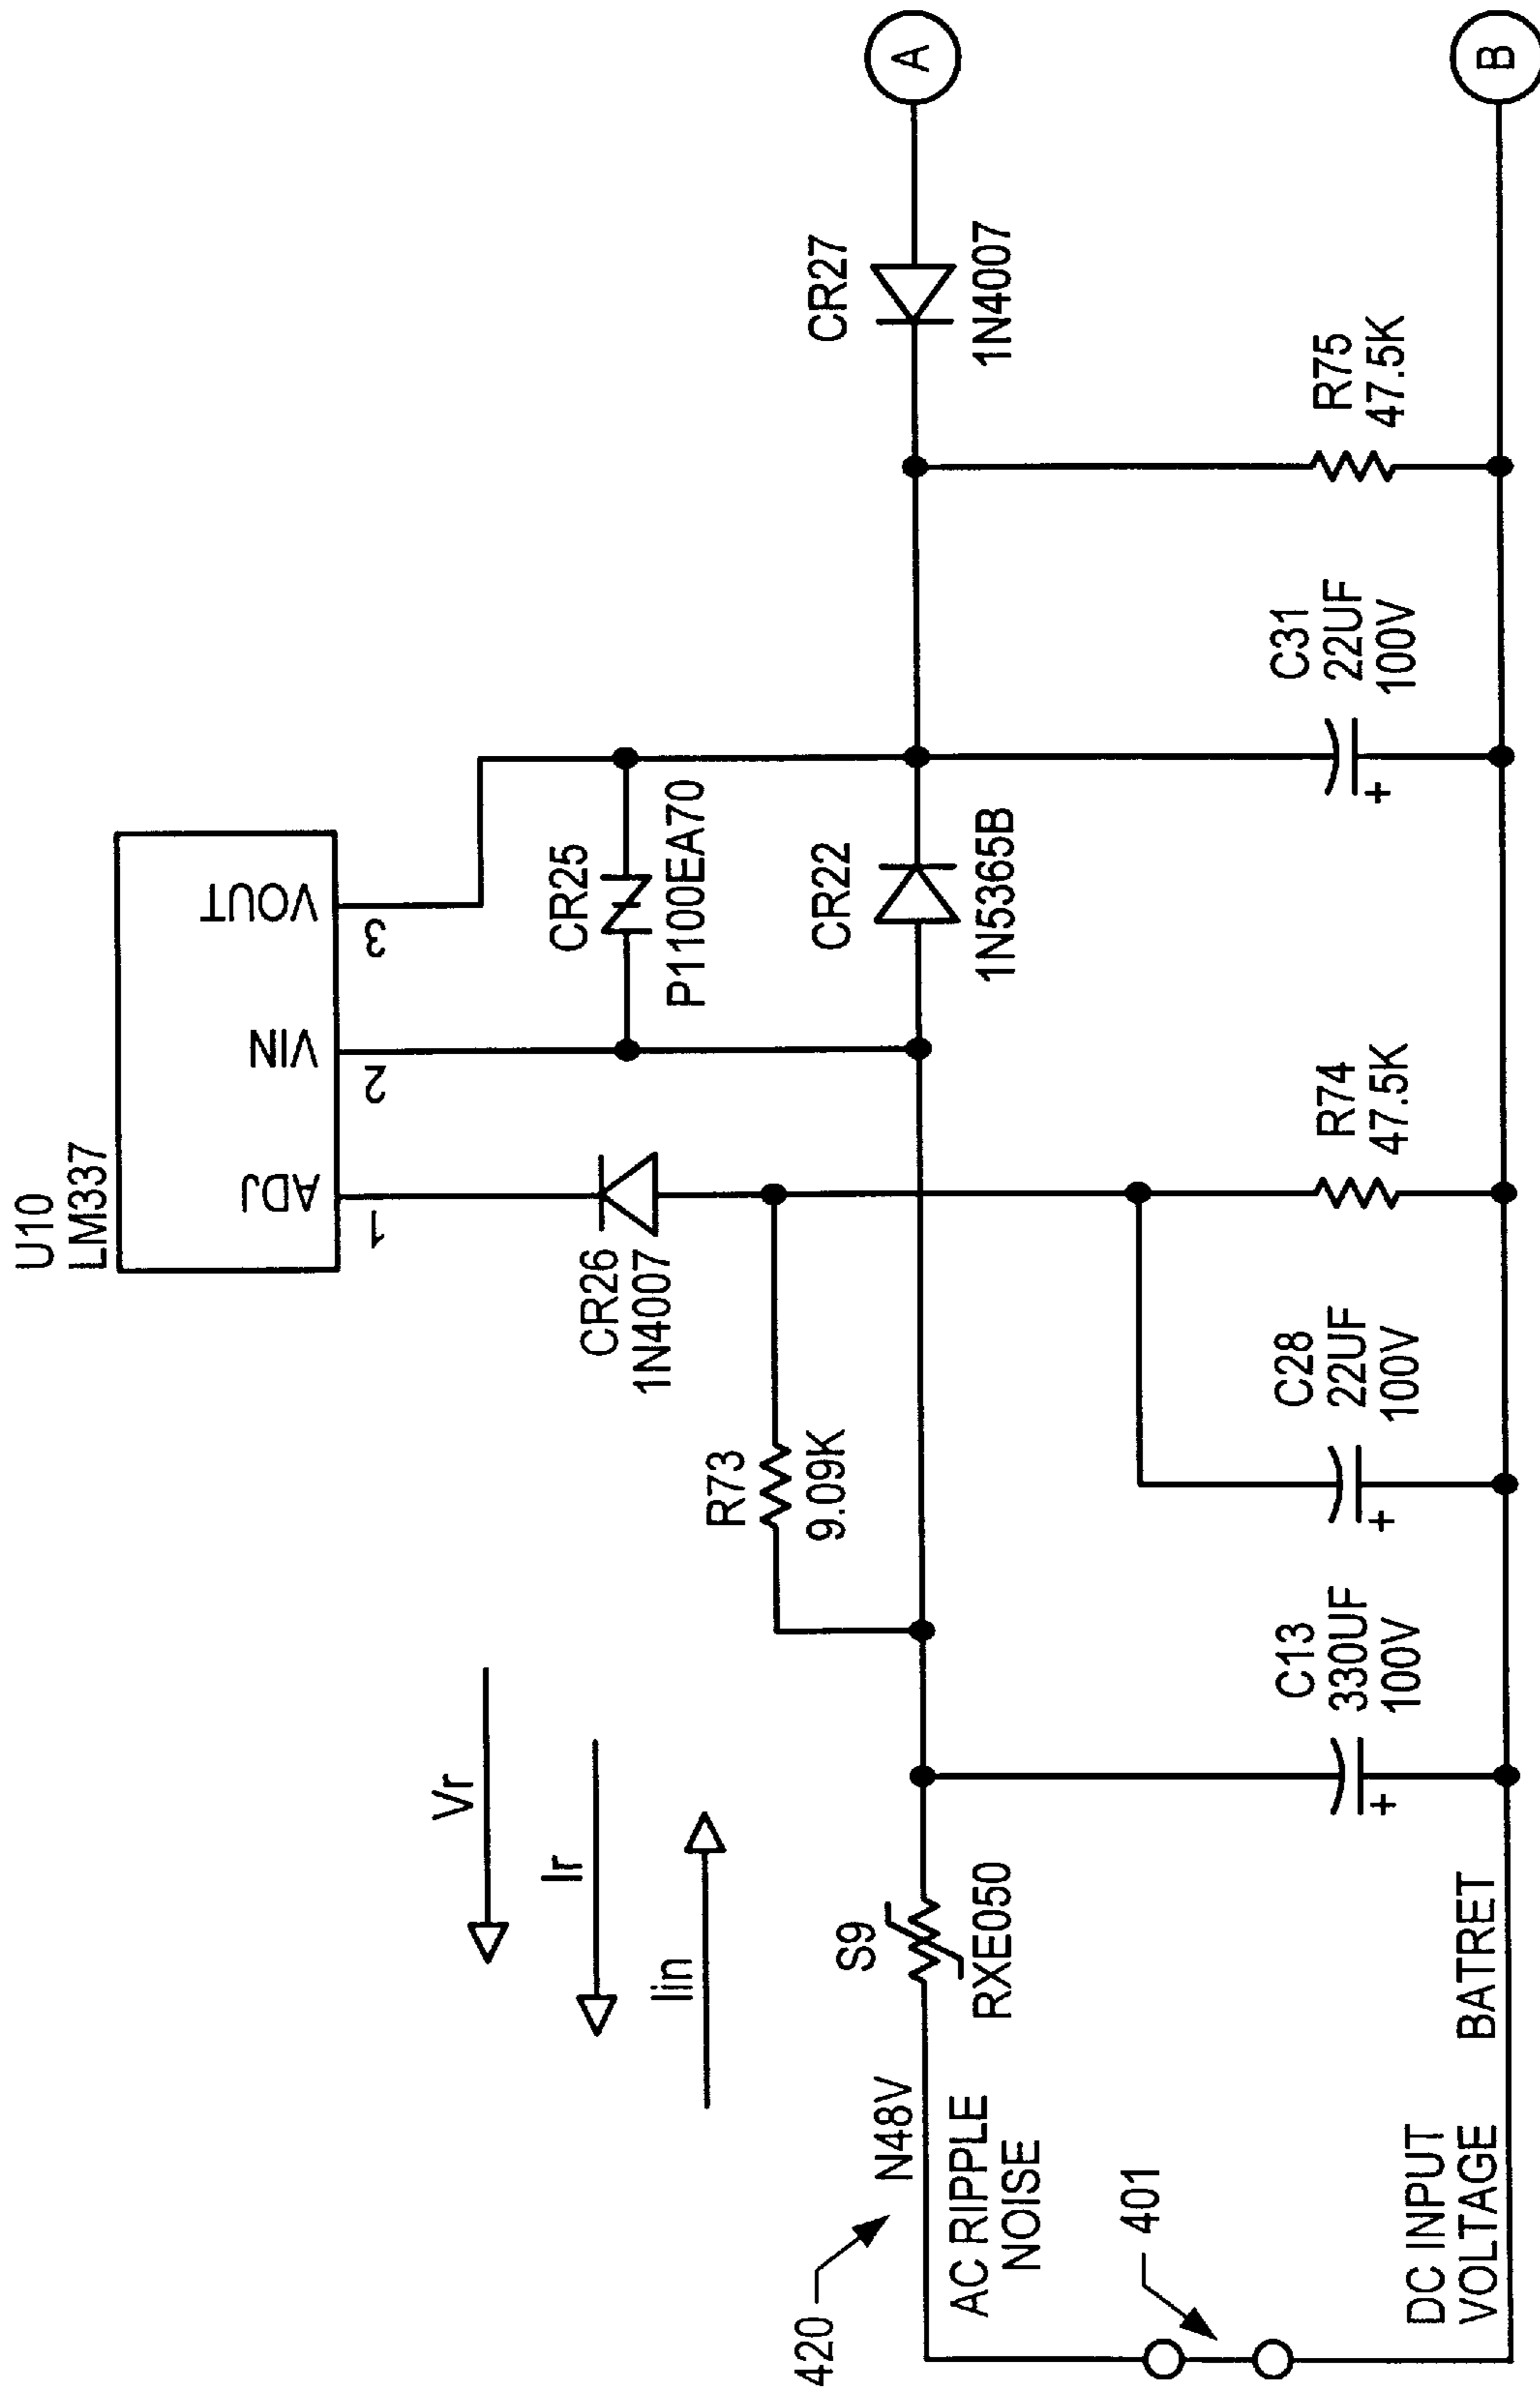 U10
LM337
ADJ
VIN
VOUT
1
2
3
CR25
P1100EA70
CR26
1N4007
CR22
1N5365B
CR27
1N4007
A
Vr
Ir
Iin
R73
9.09K
S9
RXE050
420
N48V
AC RIPPLE
NOISE
401
C13
330UF
100V
C28
22UF
100V
R74
47.5K
C31
22UF
100V
R75
47.5K
+
+
+
DC INPUT
VOLTAGE
BATRET
B